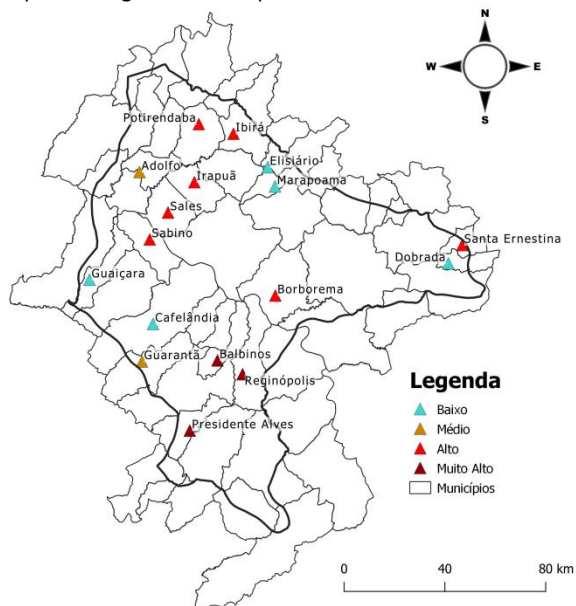 N
W E
S
Potirendaba
Ibirá
Elisiário
Adolfo
Irapuã
Marapoama
Sales
Sabino
Santa Ernestina
Dobrada
Guaiçara
Borborema
Cafelândia
Guarantã
Balbinos
Reginópolis
Presidente Alves
Legenda
Baixo
Médio
Alto
Muito Alto
Municípios
0 40 80 km